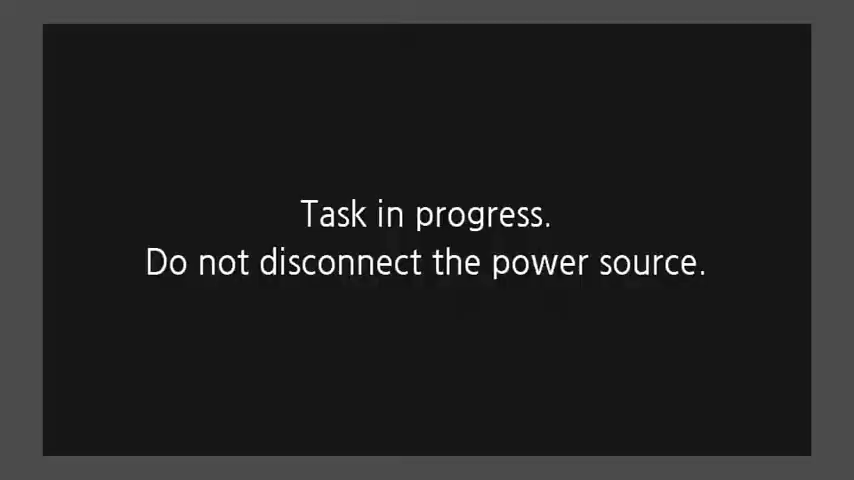 Task in progress.
Do not disconnect the power source.